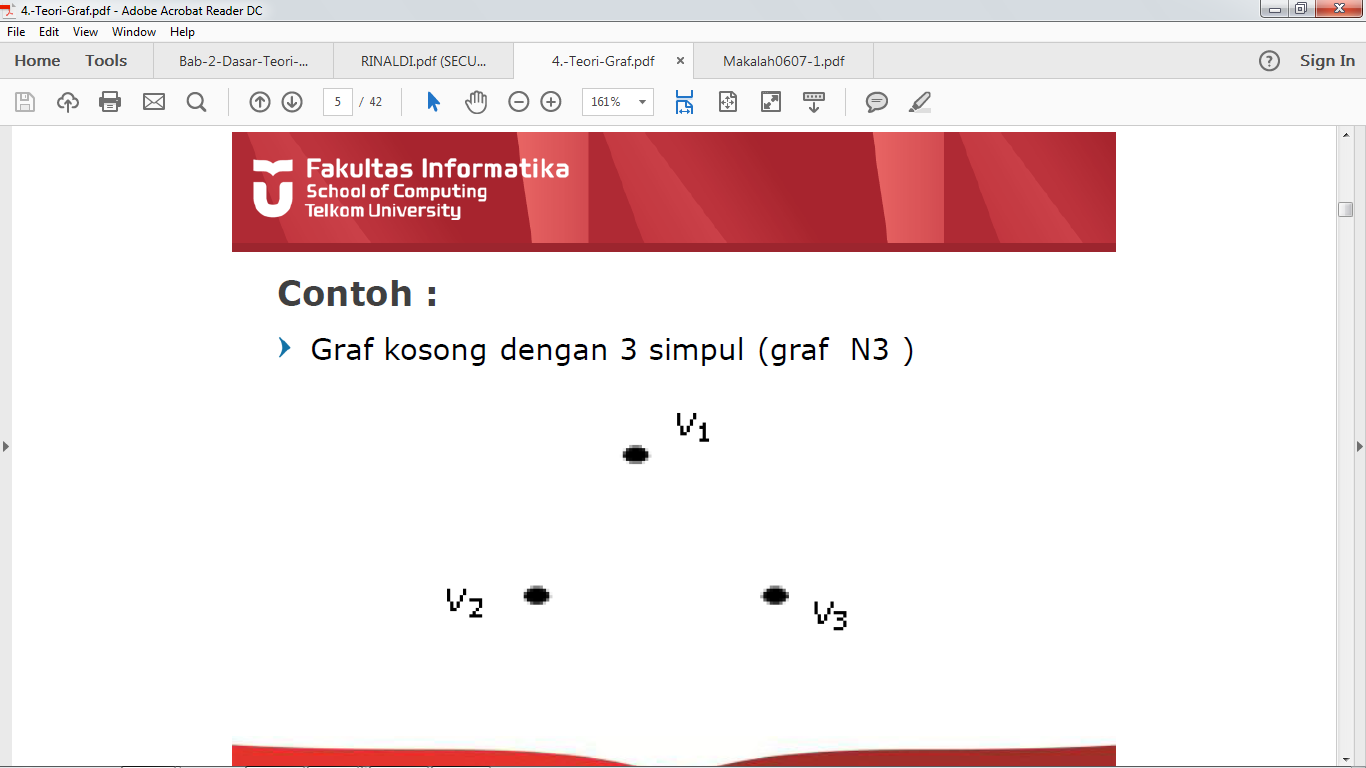 4.-Teori-Graf.pdf - Adobe Acrobat Reader DC
File Edit View Window Help
Home Tools Bab-2-Dasar-Teori-... RINALDI.pdf (SECU... 4.-Teori-Graf.pdf × Makalah0607-1.pdf ? Sign In
5 / 42 161%
Fakultas Informatika
School of Computing
Telkom University
Contoh :
Graf kosong dengan 3 simpul (graf N3 )
V1
V2
V3